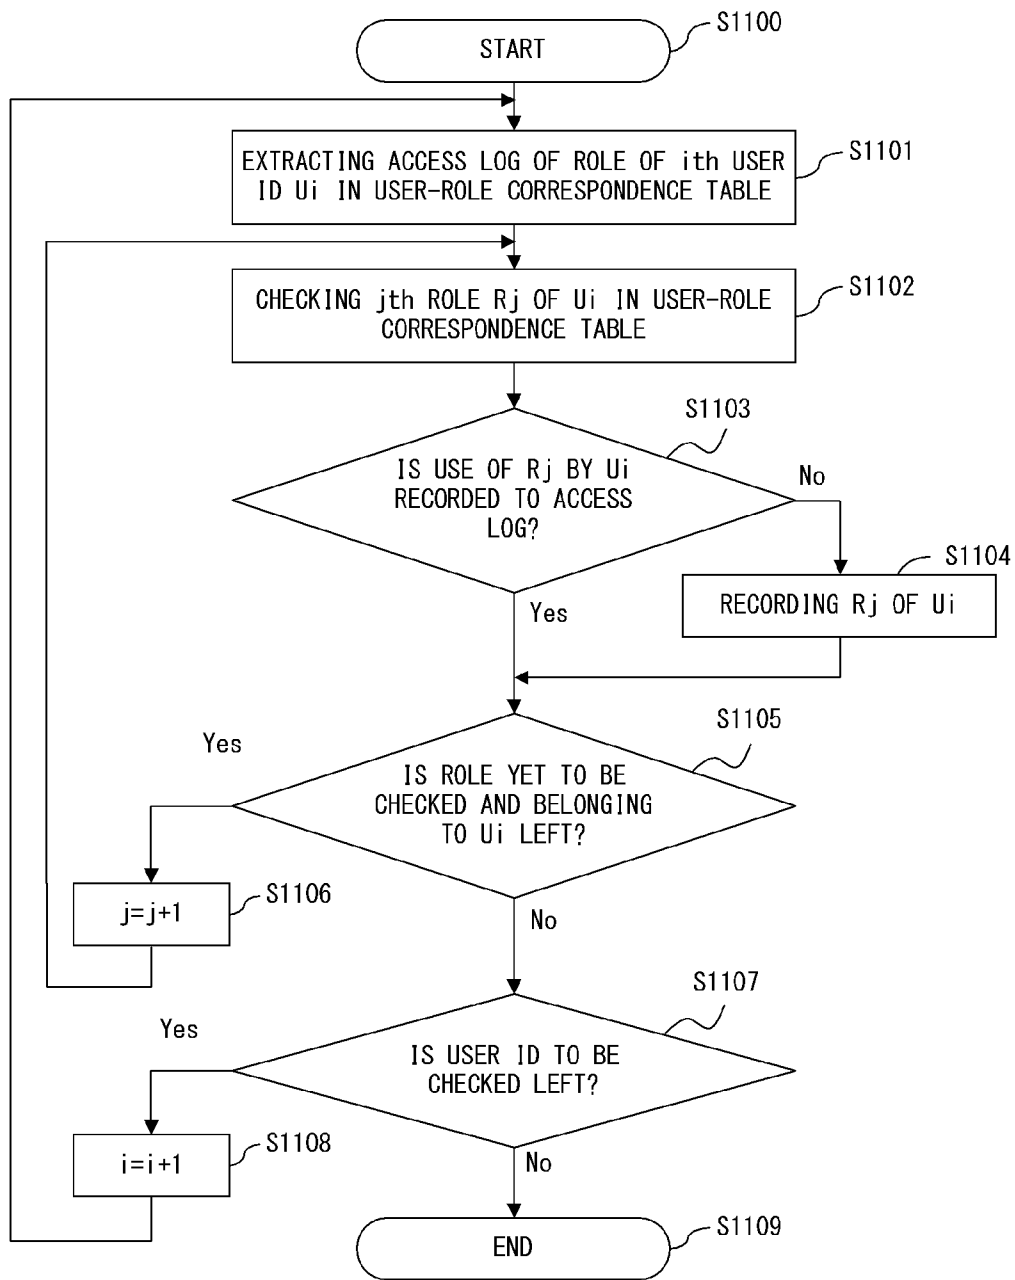 S1100
START
S1101
EXTRACTING ACCESS LOG OF ROLE OF ith USER
ID Ui IN USER-ROLE CORRESPONDENCE TABLE
S1102
CHECKING jth ROLE Rj OF Ui IN USER-ROLE
CORRESPONDENCE TABLE
S1103
IS USE OF Rj BY Ui
RECORDED TO ACCESS
LOG?
No
S1104
RECORDING Rj OF Ui
Yes
S1105
Yes
IS ROLE YET TO BE
CHECKED AND BELONGING
TO Ui LEFT?
S1106
j=j+1
No
S1107
Yes
IS USER ID TO BE
CHECKED LEFT?
S1108
i=i+1
No
S1109
END